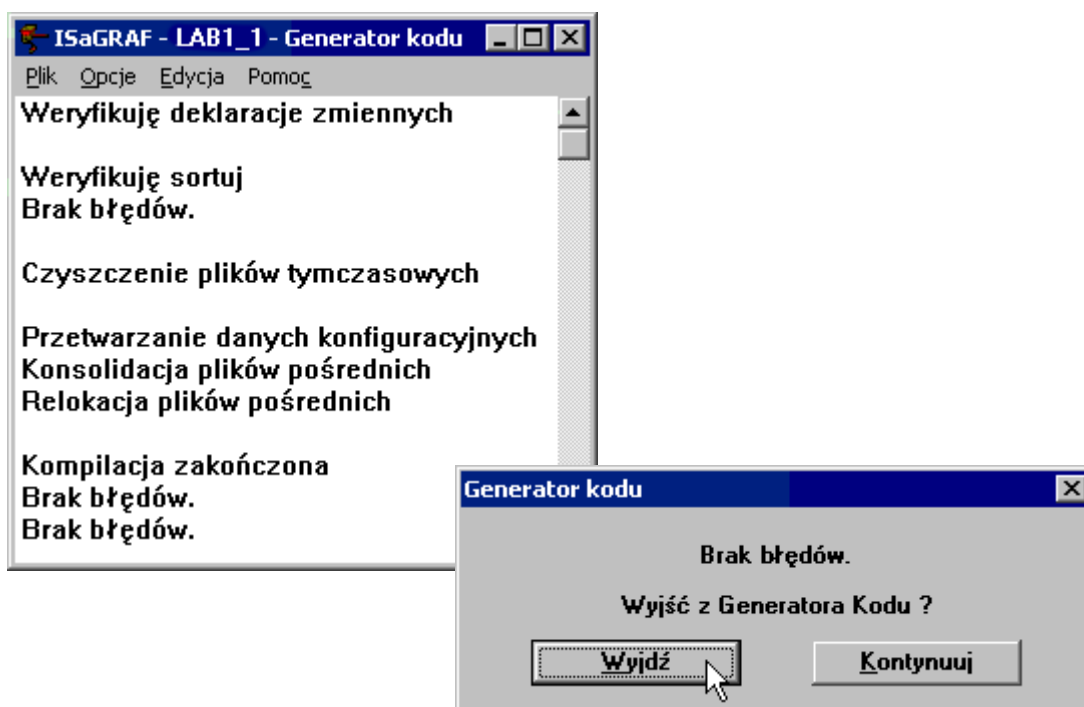 ISaGRAF - LAB1_1 - Generator kodu
Plik Opcje Edycja Pomoc
Weryfikuję deklaracje zmiennych
Weryfikuję sortuj
Brak błędów.
Czyszczenie plików tymczasowych
Przetwarzanie danych konfiguracyjnych
Konsolidacja plików pośrednich
Relokacja plików pośrednich
Kompilacja zakończona
Brak błędów.
Brak błędów.
Generator kodu
Brak błędów.
Wyjść z Generatora Kodu ?
Wyjdź Kontynuuj